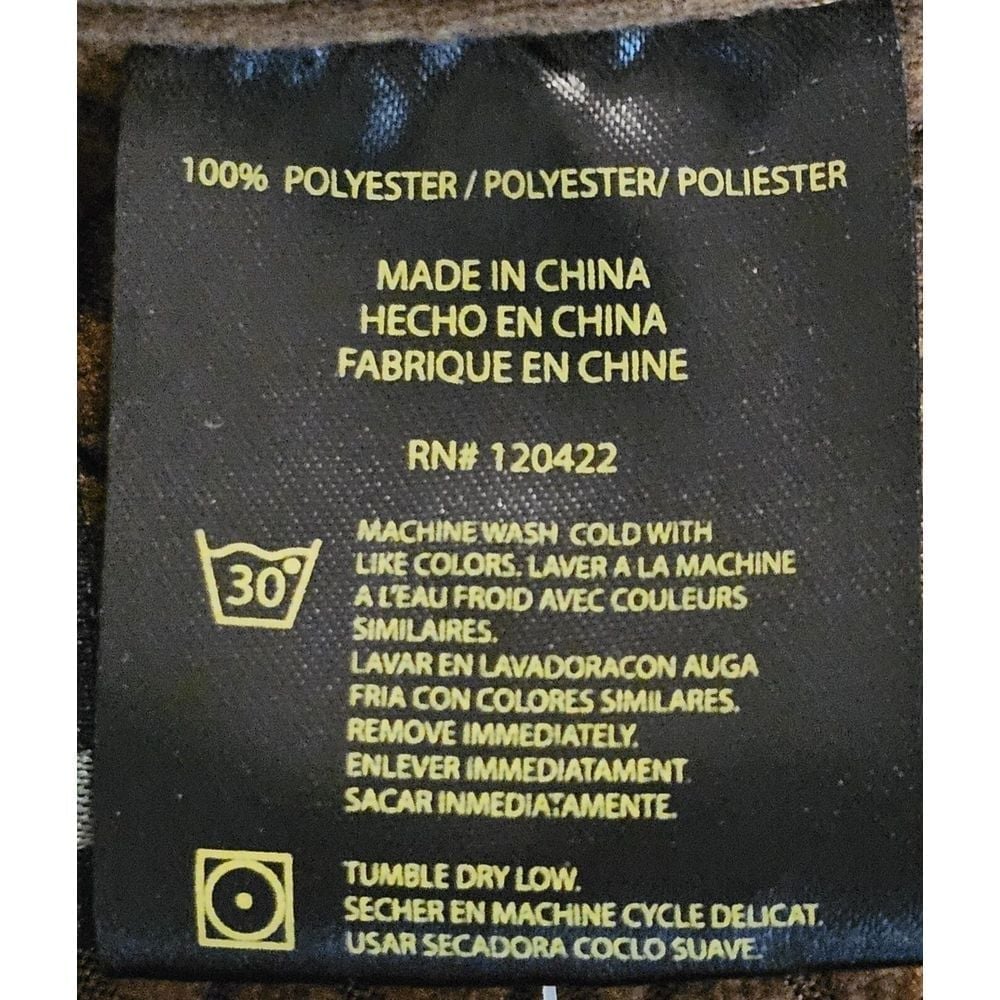 100% POLYESTER / POLYESTER/ POLIESTER
MADE IN CHINA
HECHO EN CHINA
FABRIQUE EN CHINE
RN# 120422
30°
MACHINE WASH COLD WITH
LIKE COLORS. LAVER A LA MACHINE
A L'EAU FROID AVEC COULEURS
SIMILAIRES.
LAVAR EN LAVADORACON AUGA
FRIA CON COLORES SIMILARES.
REMOVE IMMEDIATELY.
ENLEVER IMMEDIATAMENT.
SACAR INMEDIATAMENTE.
TUMBLE DRY LOW.
SECHER EN MACHINE CYCLE DELICAT.
USAR SECADORA COCLO SUAVE.